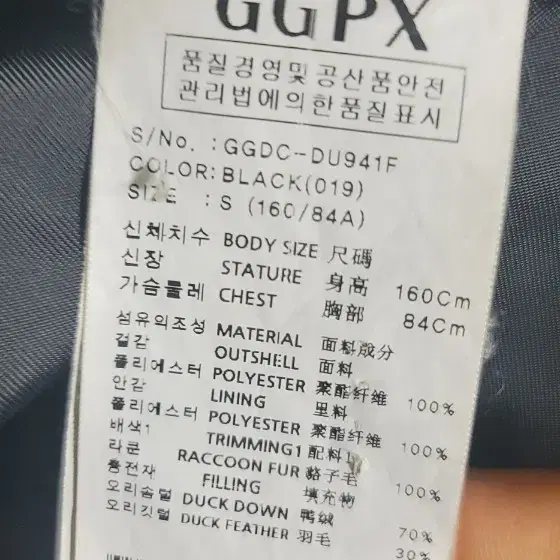 GGPX
품질경영및 공산품안전
관리법에의한품질표시
S/No. : GGDC-DU941F
COLOR: BLACK(019)
SIZE : S (160/84A)
신체치수 BODY SIZE 尺碼
신장 STATURE 身高 160Cm
가슴둘레 CHEST 胸部 84Cm
섬유의조성 MATERIAL 面料成分
겉감 OUTSHELL 面料
폴리에스터 POLYESTER 聚酯纤维 100%
안감 LINING 里料
폴리에스터 POLYESTER 聚酯纤维 100%
배색1 TRIMMING1 配料1
라쿤 RACCOON FUR 貉子毛 100%
충전재 FILLING 填充物
오리솜털 DUCK DOWN 鸭绒 70%
오리깃털 DUCK FEATHER 羽毛 30%